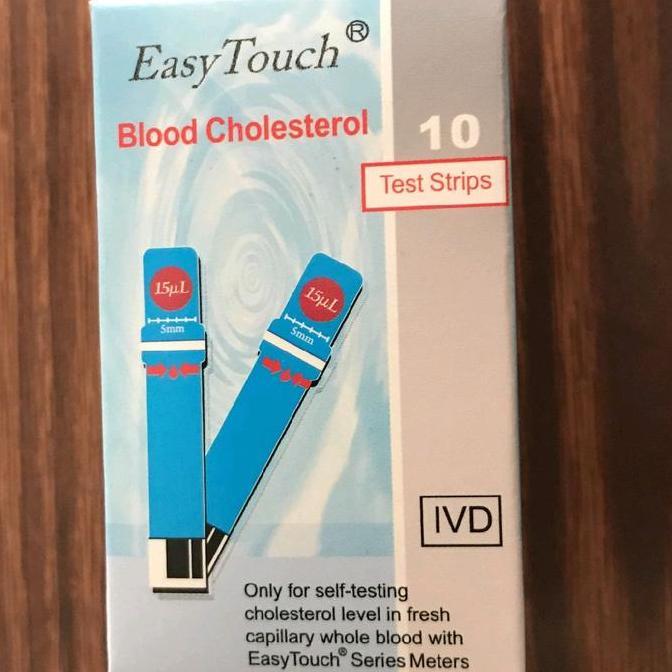 EasyTouch®
Blood Cholesterol
10
Test Strips
15µL
5mm
15µL
5mm
IVD
Only for self-testing
cholesterol level in fresh
capillary whole blood with
EasyTouch® Series Meters